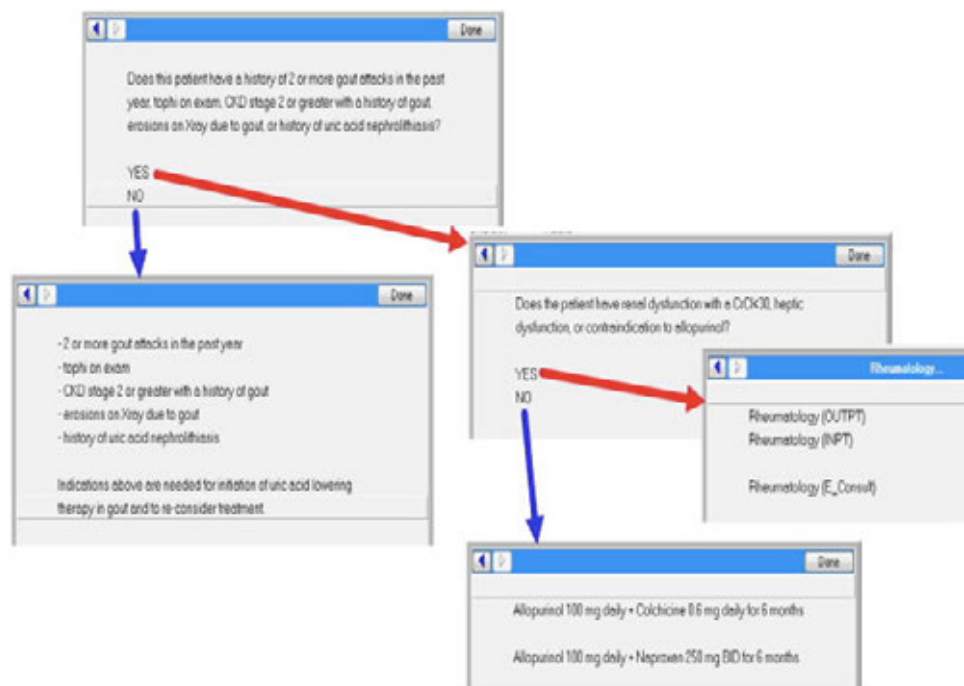 Done
Does this patient have a history of 2 or more gout attacks in the past
year, tophi on exam, CKD stage 2 or greater with a history of gout,
erosions on Xray due to gout, or history of uric acid nephrolithiasis?
YES
NO
Done
Does the patient have renal dysfunction with a CrCl<30, heptic
dysfunction, or contraindication to allopurinol?
YES
NO
Done
- 2 or more gout attacks in the past year
- tophi on exam
- CKD stage 2 or greater with a history of gout
- erosions on Xray due to gout
- history of uric acid nephrolithiasis
Indications above are needed for initiation of uric acid lowering
therapy in gout and to re-consider treatment.
Rheumatology...
Rheumatology (OUTPT)
Rheumatology (INPT)
Rheumatology (E_Consult)
Done
Allopurinol 100 mg daily + Colchicine 0.6 mg daily for 6 months
Allopurinol 100 mg daily + Naproxen 250 mg BID for 6 months